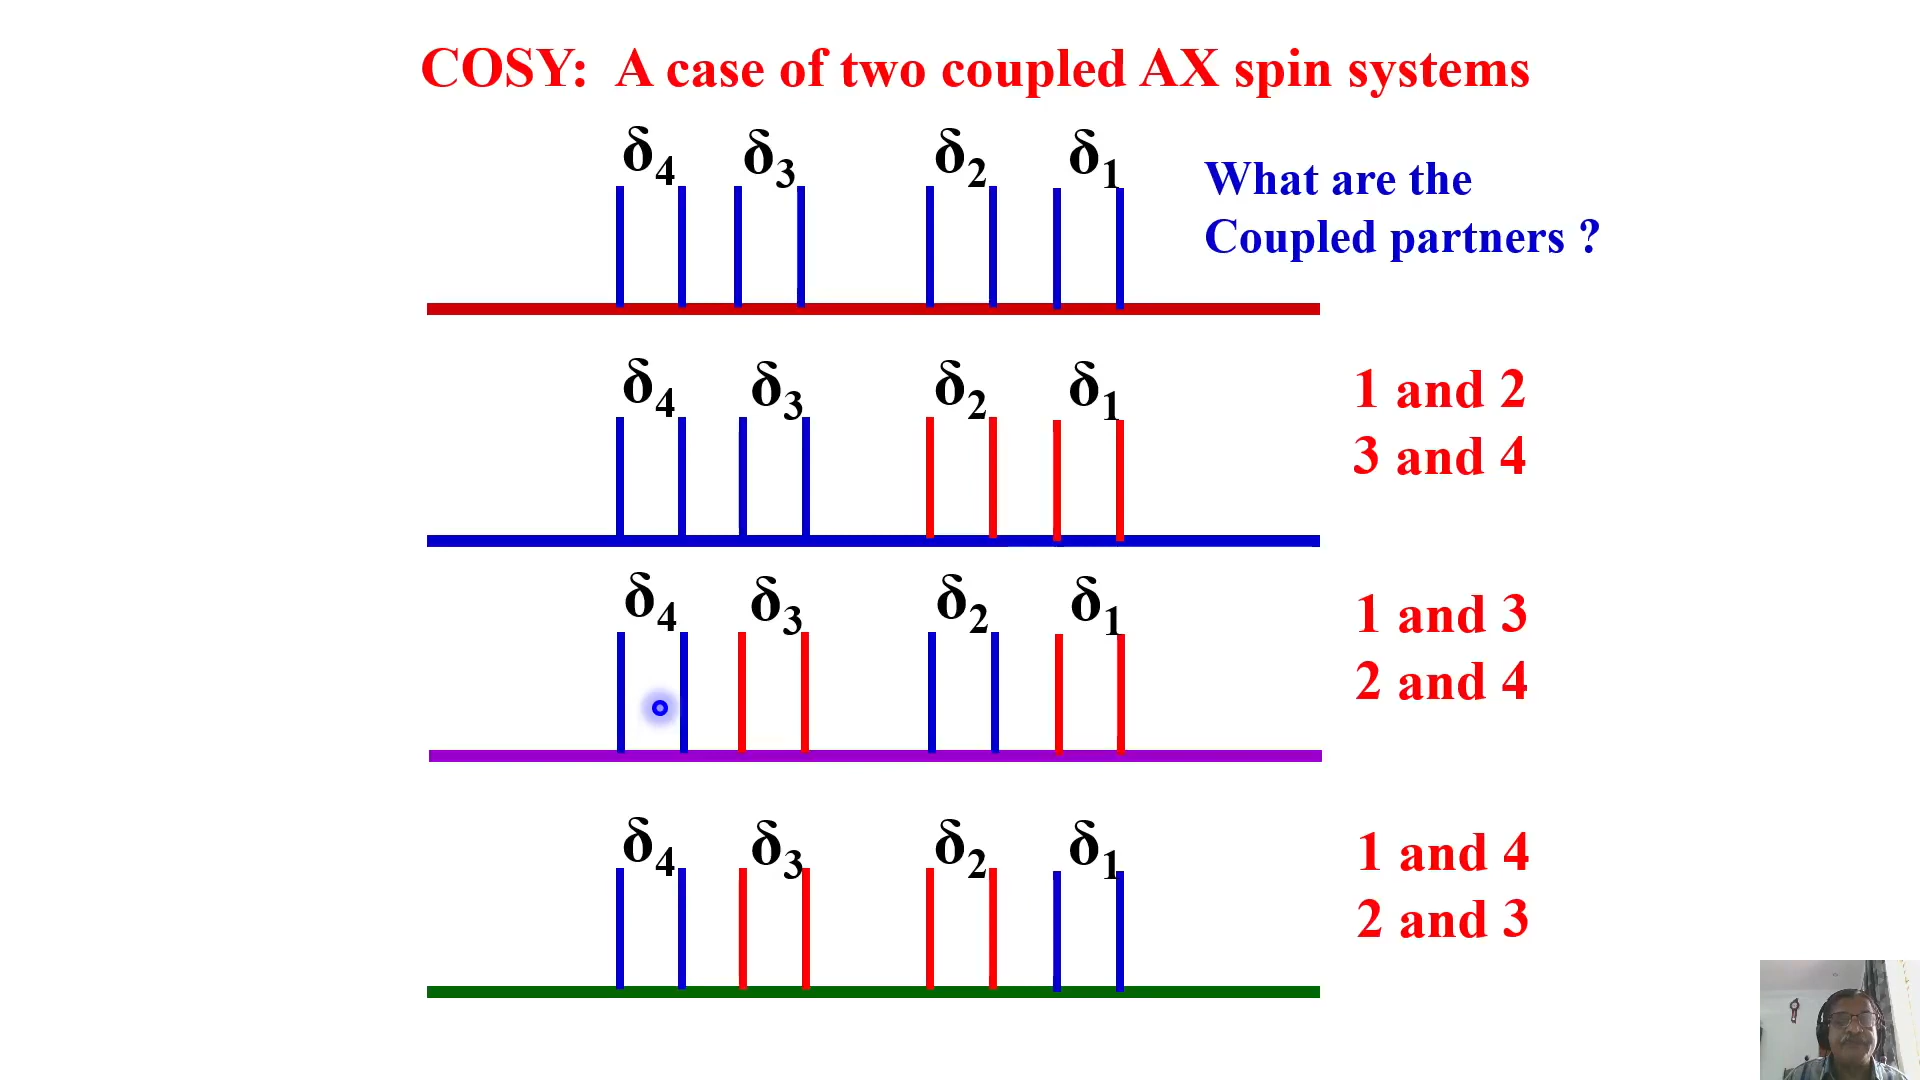 COSY: A case of two coupled AX spin systems
δ4 δ3 δ2 δ1
What are the
Coupled partners ?
δ4 δ3 δ2 δ1
1 and 2
3 and 4
δ4 δ3 δ2 δ1
1 and 3
2 and 4
δ4 δ3 δ2 δ1
1 and 4
2 and 3